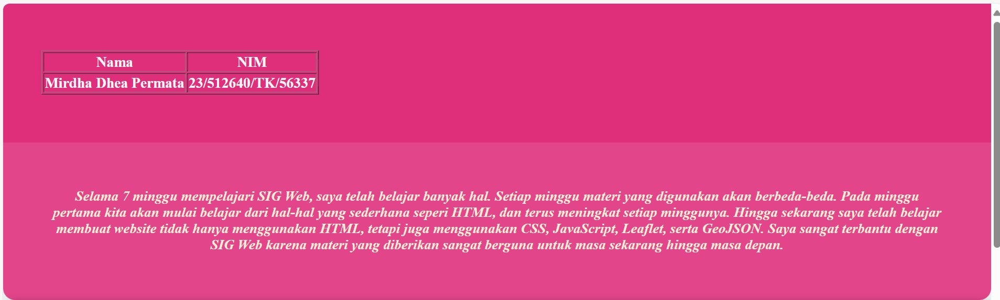 Nama NIM
Mirdha Dhea Permata 23/512640/TK/56337
Selama 7 minggu mempelajari SIG Web, saya telah belajar banyak hal. Setiap minggu materi yang digunakan akan berbeda-beda. Pada minggu
pertama kita akan mulai belajar dari hal-hal yang sederhana seperi HTML, dan terus meningkat setiap minggunya. Hingga sekarang saya telah belajar
membuat website tidak hanya menggunakan HTML, tetapi juga menggunakan CSS, JavaScript, Leaflet, serta GeoJSON. Saya sangat terbantu dengan
SIG Web karena materi yang diberikan sangat berguna untuk masa sekarang hingga masa depan.